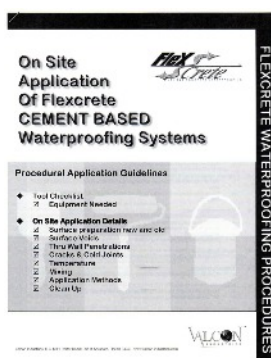 On Site
Application
Of Flexcrete
CEMENT BASED
Waterproofing Systems
Flex
Crete
FLEXCRETE WATERPROOFING PROCEDURES
Procedural Application Guidelines
Tool Checklist
Equipment Needed
On Site Application Details
Surface preparation new and old
Surface Voids
Thru Wall Penetrations
Cracks & Cold Joints
Temperature
Mixing
Application Methods
Clean Up
VALCON